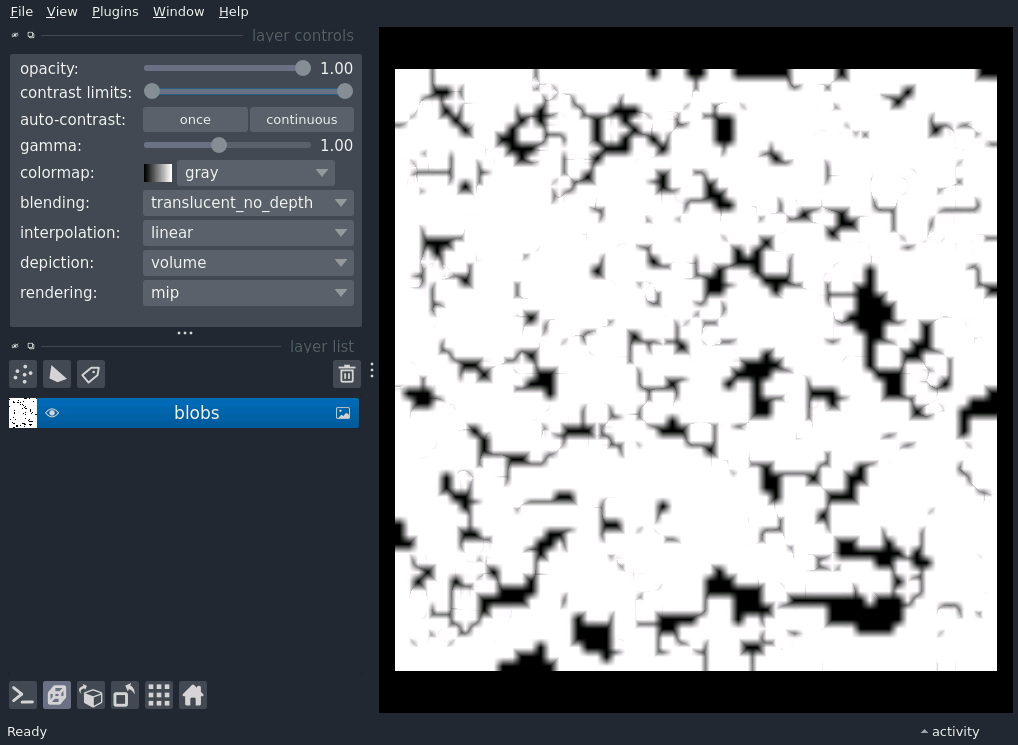 File View Plugins Window Help
layer controls
opacity: 1.00
contrast limits:
auto-contrast: once continuous
gamma: 1.00
colormap: gray
blending: translucent_no_depth
interpolation: linear
depiction: volume
rendering: mip
layer list
blobs
Ready activity